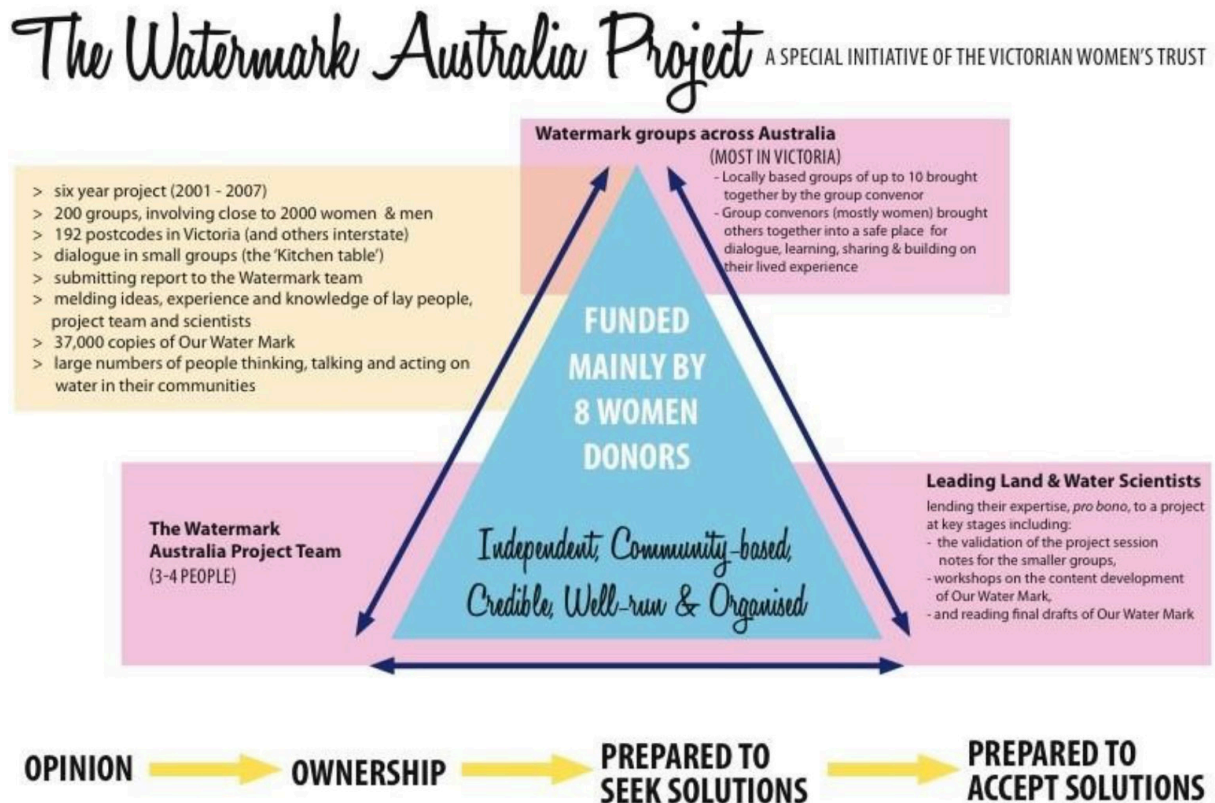 The Watermark Australia Project A SPECIAL INITIATIVE OF THE VICTORIAN WOMEN'S TRUST
Watermark groups across Australia
(MOST IN VICTORIA)
- Locally based groups of up to 10 brought
together by the group convenor
- Group convenors (mostly women) brought
others together into a safe place for
dialogue, learning, sharing & building on
their lived experience
> six year project (2001 - 2007)
> 200 groups, involving close to 2000 women & men
> 192 postcodes in Victoria (and others interstate)
> dialogue in small groups (the 'Kitchen table')
> submitting report to the Watermark team
> melding ideas, experience and knowledge of lay people,
project team and scientists
> 37,000 copies of Our Water Mark
> large numbers of people thinking, talking and acting on
water in their communities
FUNDED
MAINLY BY
8 WOMEN
DONORS
Independent, Community-based,
Credible, Well-run & Organised
The Watermark
Australia Project Team
(3-4 PEOPLE)
Leading Land & Water Scientists
lending their expertise, pro bono, to a project
at key stages including:
- the validation of the project session
notes for the smaller groups,
- workshops on the content development
of Our Water Mark,
- and reading final drafts of Our Water Mark
OPINION
OWNERSHIP
PREPARED TO
SEEK SOLUTIONS
PREPARED TO
ACCEPT SOLUTIONS